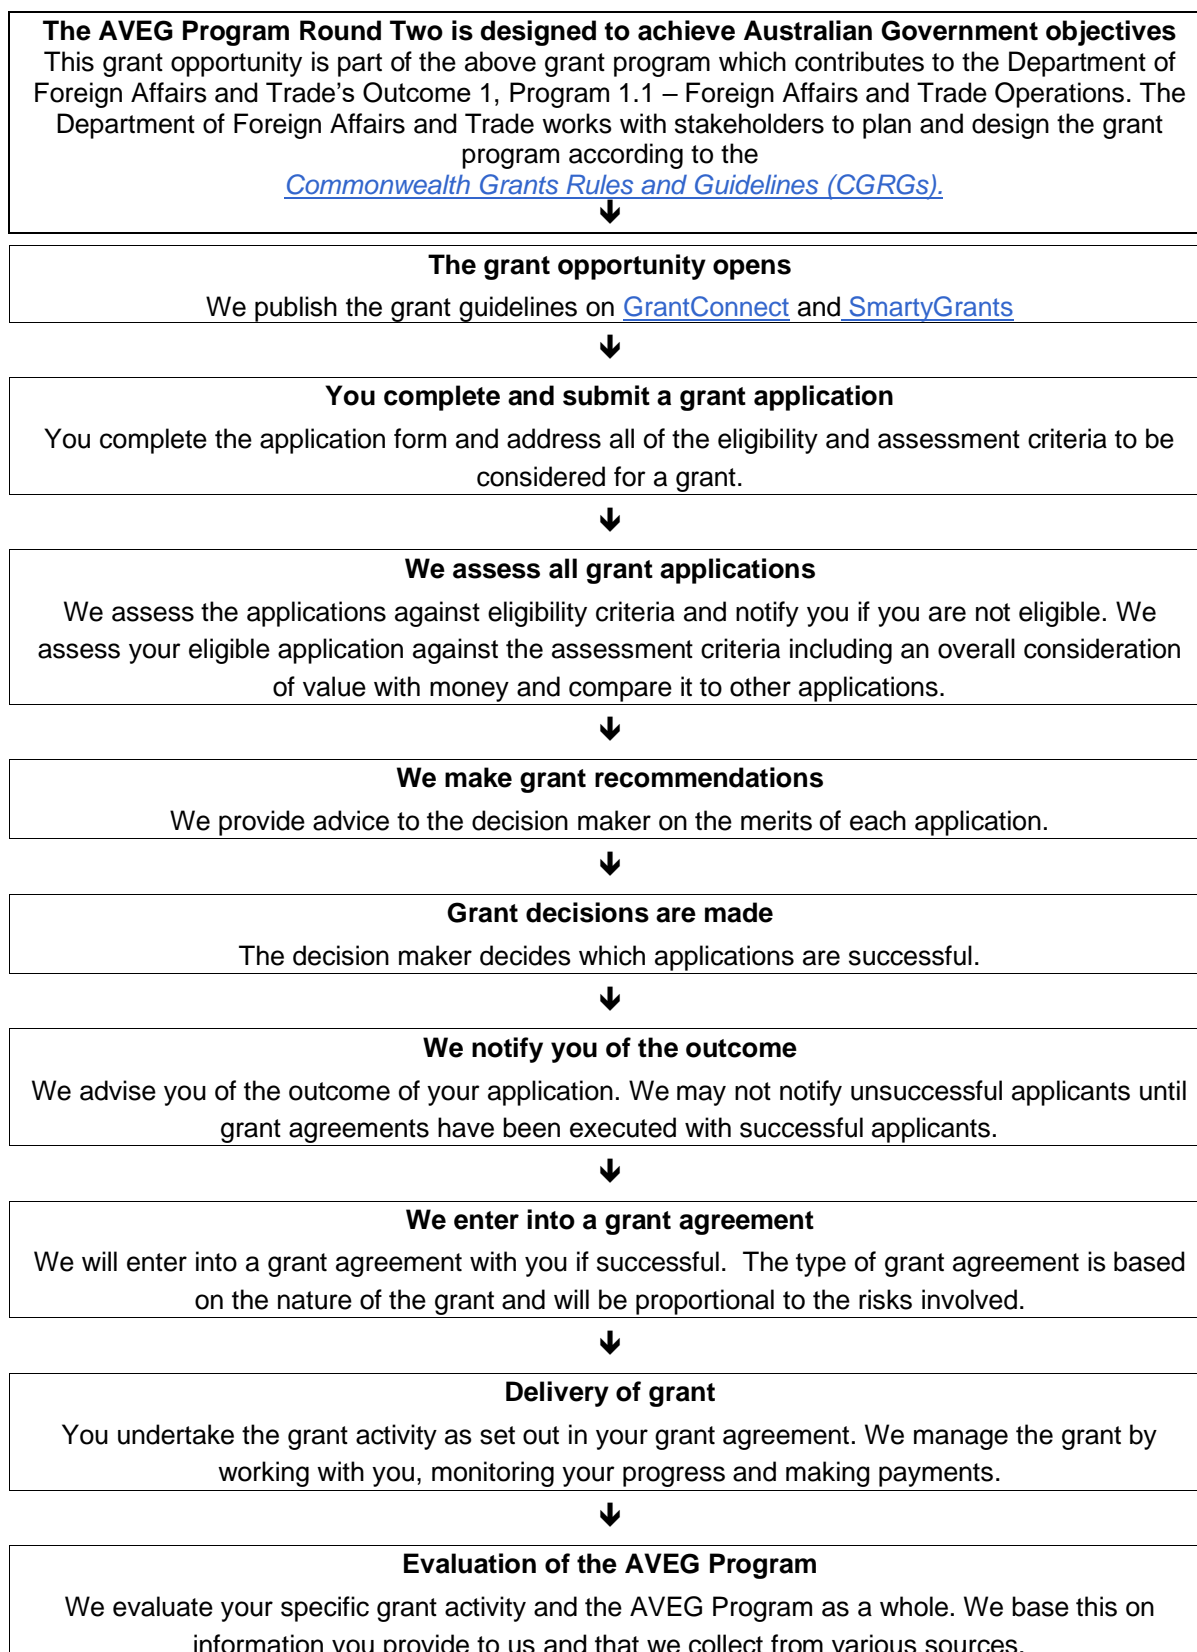 The AVEG Program Round Two is designed to achieve Australian Government objectives
This grant opportunity is part of the above grant program which contributes to the Department of
Foreign Affairs and Trade's Outcome 1, Program 1.1 – Foreign Affairs and Trade Operations. The
Department of Foreign Affairs and Trade works with stakeholders to plan and design the grant
program according to the
Commonwealth Grants Rules and Guidelines (CGRGs).
The grant opportunity opens
We publish the grant guidelines on GrantConnect and SmartyGrants
You complete and submit a grant application
You complete the application form and address all of the eligibility and assessment criteria to be
considered for a grant.
We assess all grant applications
We assess the applications against eligibility criteria and notify you if you are not eligible. We
assess your eligible application against the assessment criteria including an overall consideration
of value with money and compare it to other applications.
We make grant recommendations
We provide advice to the decision maker on the merits of each application.
Grant decisions are made
The decision maker decides which applications are successful.
We notify you of the outcome
We advise you of the outcome of your application. We may not notify unsuccessful applicants until
grant agreements have been executed with successful applicants.
We enter into a grant agreement
We will enter into a grant agreement with you if successful.  The type of grant agreement is based
on the nature of the grant and will be proportional to the risks involved.
Delivery of grant
You undertake the grant activity as set out in your grant agreement. We manage the grant by
working with you, monitoring your progress and making payments.
Evaluation of the AVEG Program
We evaluate your specific grant activity and the AVEG Program as a whole. We base this on
information you provide to us and that we collect from various sources.